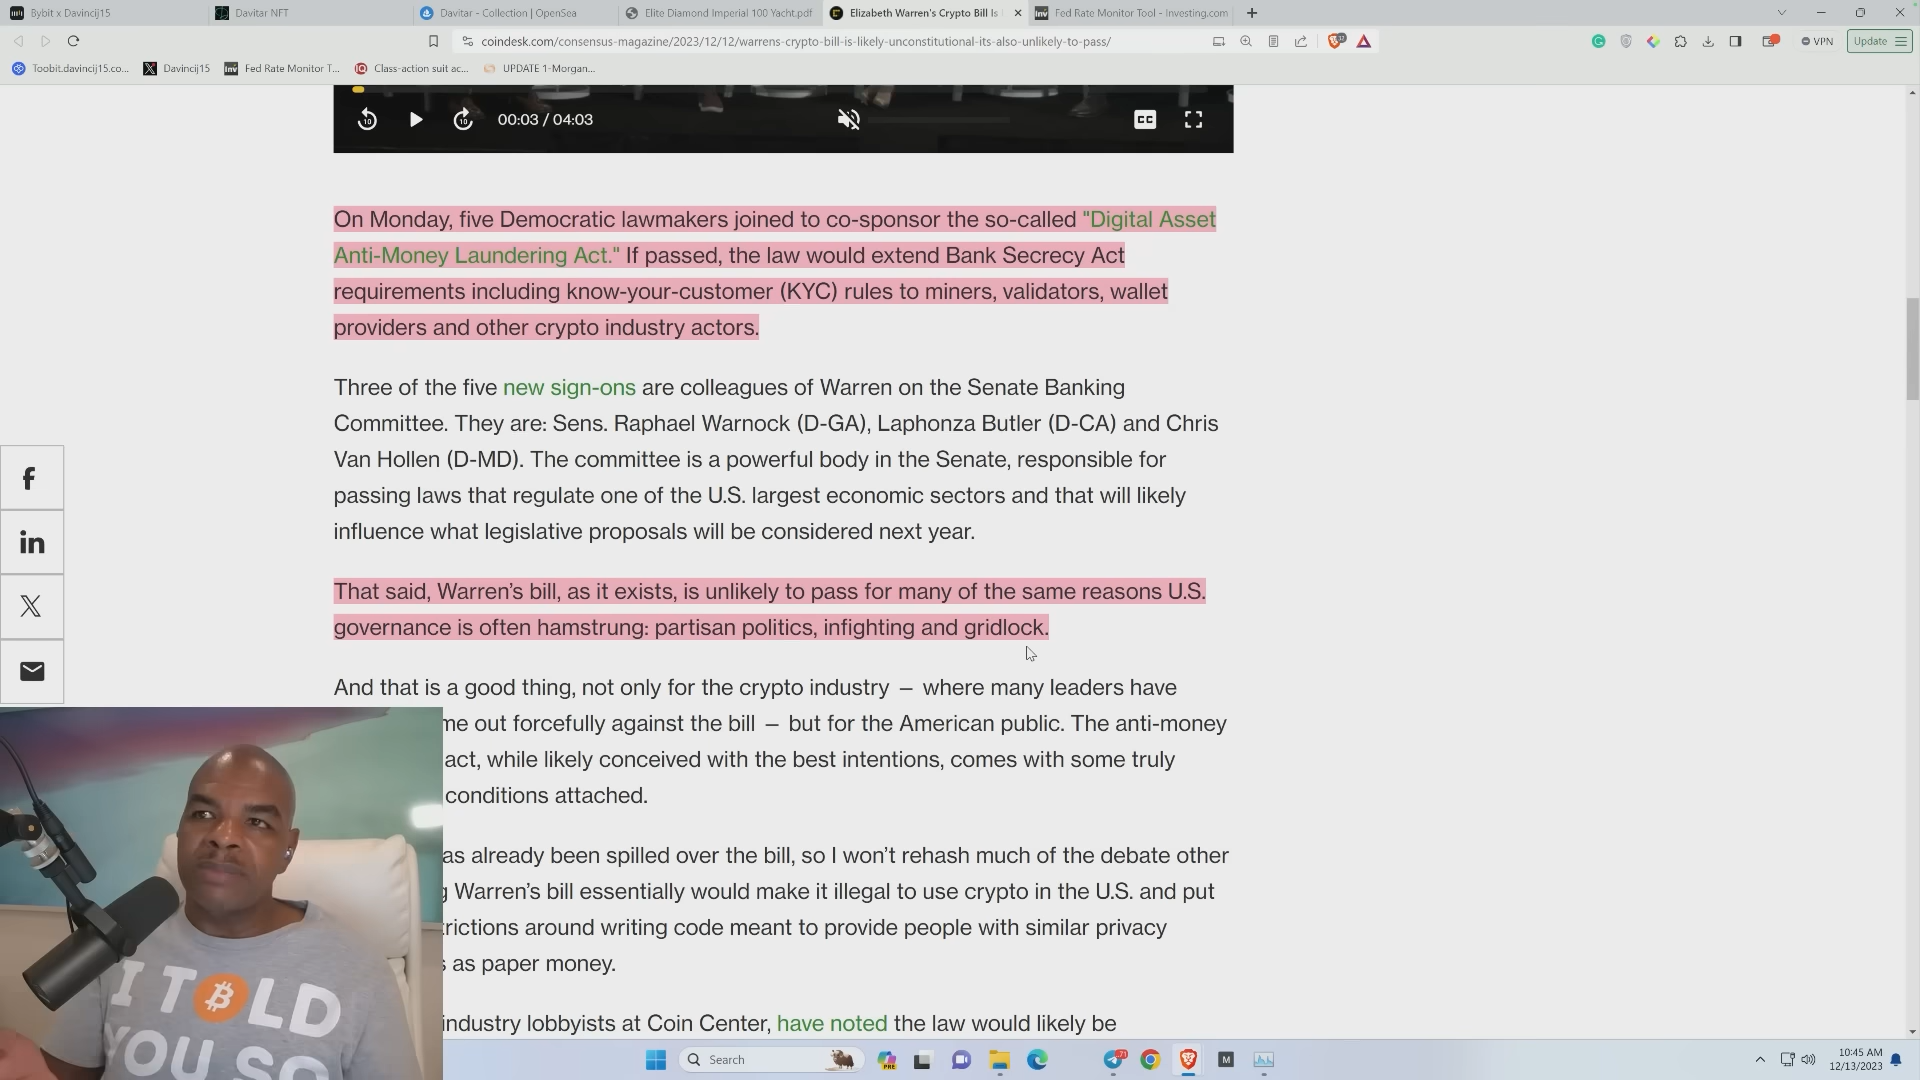 Bybit x Davincij15
Davitar NFT
Davitar - Collection | OpenSea
Elite Diamond Imperial 100 Yacht.pdf
Elizabeth Warren's Crypto Bill Is
Fed Rate Monitor Tool - Investing.com
coindesk.com/consensus-magazine/2023/12/12/warrens-crypto-bill-is-likely-unconstitutional-its-also-unlikely-to-pass/
VPN
Update
Toobit.davincij15.co...
Davincij15
Fed Rate Monitor T...
Class-action suit ac...
UPDATE 1-Morgan...
00:03 / 04:03
CC
On Monday, five Democratic lawmakers joined to co-sponsor the so-called "Digital Asset
Anti-Money Laundering Act." If passed, the law would extend Bank Secrecy Act
requirements including know-your-customer (KYC) rules to miners, validators, wallet
providers and other crypto industry actors.
Three of the five new sign-ons are colleagues of Warren on the Senate Banking
Committee. They are: Sens. Raphael Warnock (D-GA), Laphonza Butler (D-CA) and Chris
Van Hollen (D-MD). The committee is a powerful body in the Senate, responsible for
passing laws that regulate one of the U.S. largest economic sectors and that will likely
influence what legislative proposals will be considered next year.
That said, Warren’s bill, as it exists, is unlikely to pass for many of the same reasons U.S.
governance is often hamstrung: partisan politics, infighting and gridlock.
And that is a good thing, not only for the crypto industry — where many leaders have
me out forcefully against the bill — but for the American public. The anti-money
act, while likely conceived with the best intentions, comes with some truly
conditions attached.
as already been spilled over the bill, so I won’t rehash much of the debate other
g Warren’s bill essentially would make it illegal to use crypto in the U.S. and put
trictions around writing code meant to provide people with similar privacy
s as paper money.
industry lobbyists at Coin Center, have noted the law would likely be
I T₿LD
YOU SO
Search
10:45 AM
12/13/2023